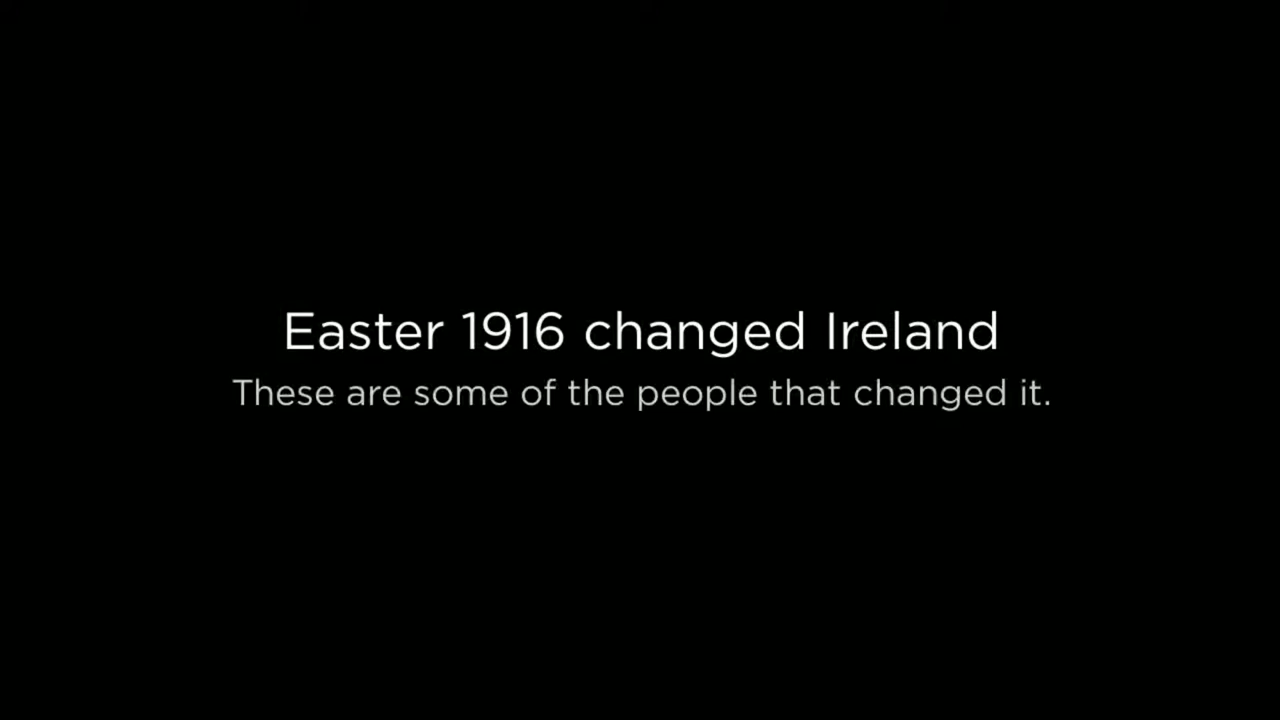 Easter 1916 changed Ireland
These are some of the people that changed it.